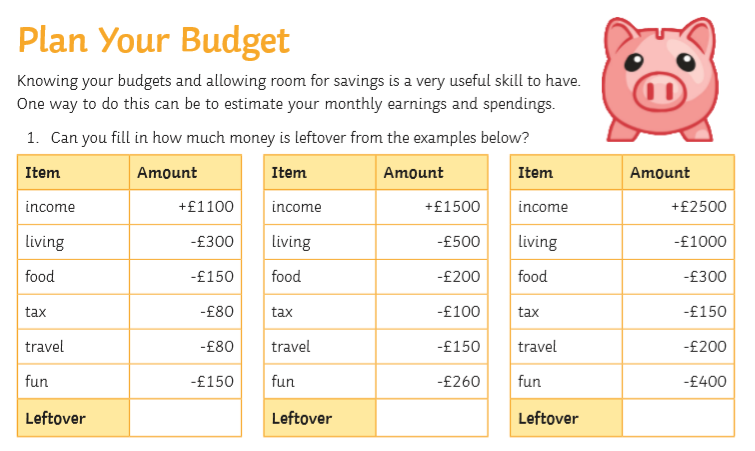 Plan Your Budget
Knowing your budgets and allowing room for savings is a very useful skill to have.
One way to do this can be to estimate your monthly earnings and spendings.
1. Can you fill in how much money is leftover from the examples below?
Item Amount
income +£1100
living -£300
food -£150
tax -£80
travel -£80
fun -£150
Leftover
Item Amount
income +£1500
living -£500
food -£200
tax -£100
travel -£150
fun -£260
Leftover
Item Amount
income +£2500
living -£1000
food -£300
tax -£150
travel -£200
fun -£400
Leftover